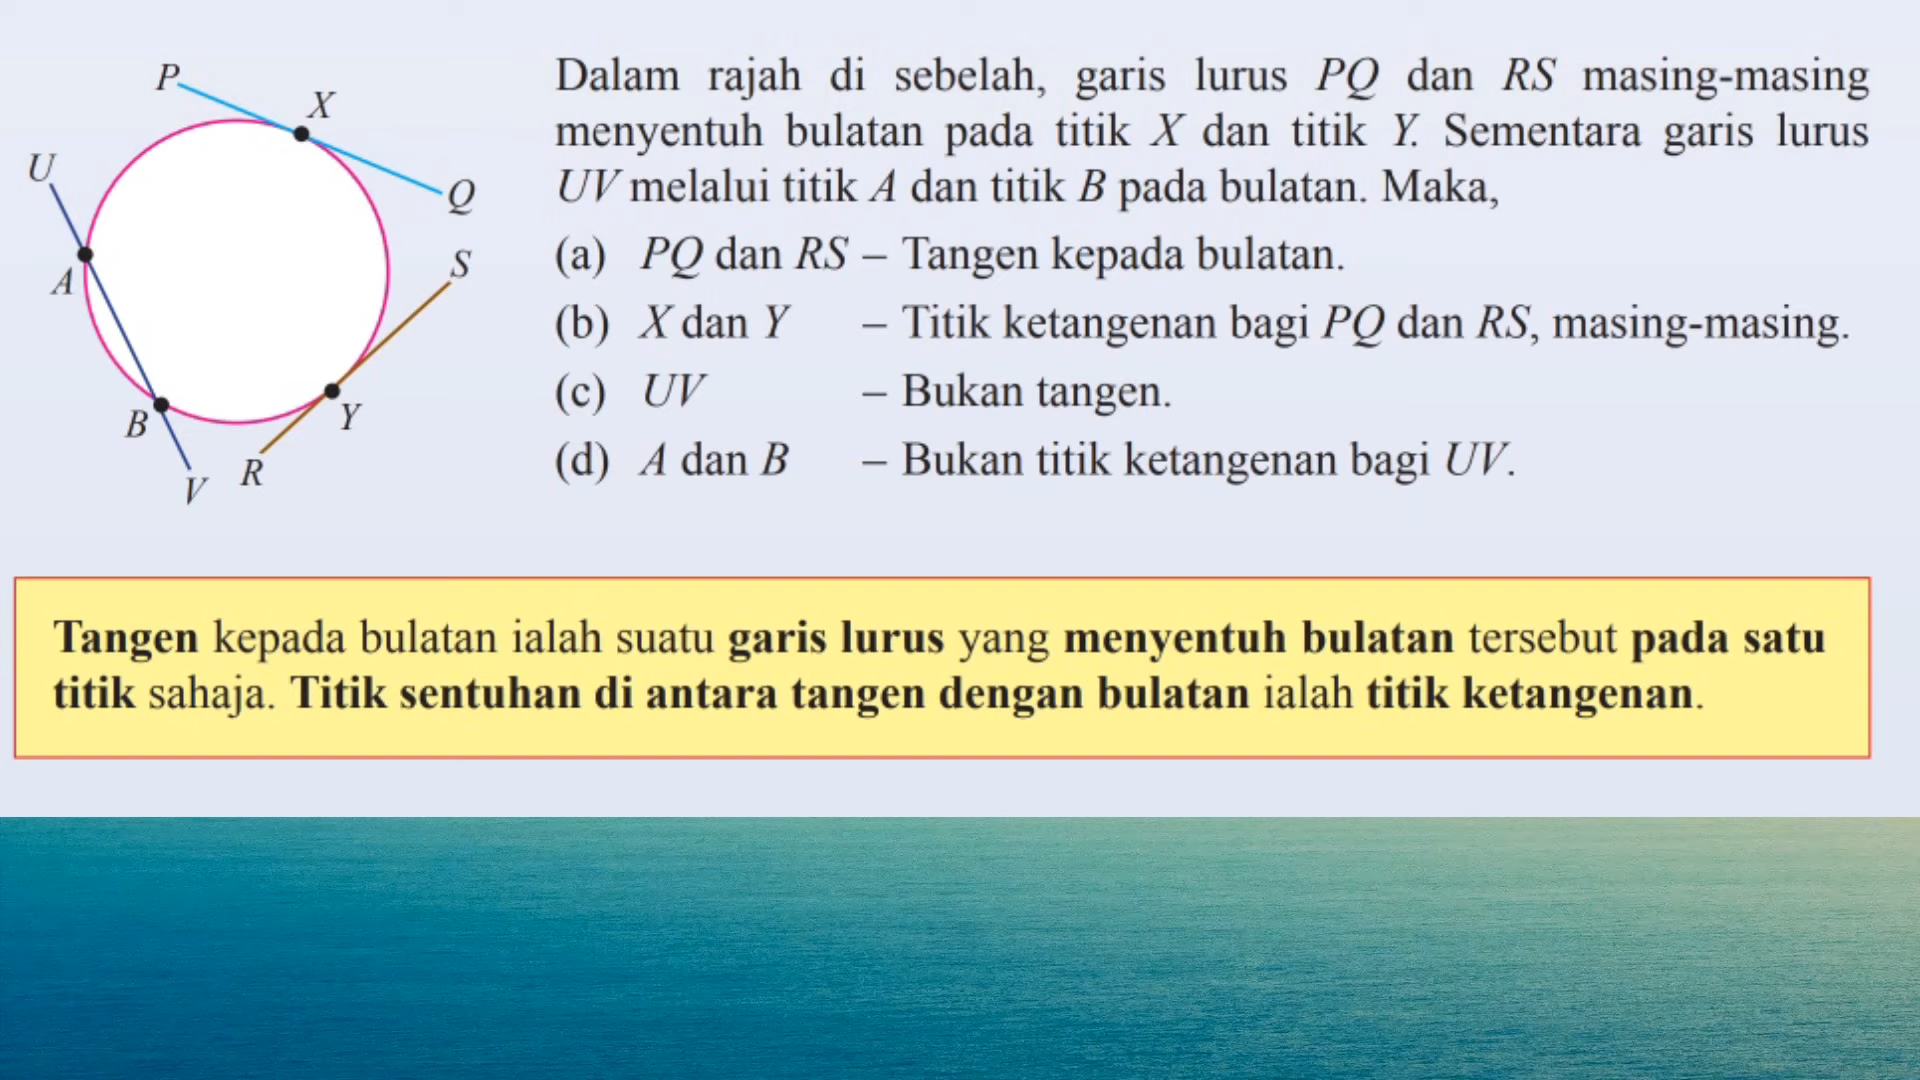 P
X
U
Q
A
S
B
Y
R
V
Dalam rajah di sebelah, garis lurus PQ dan RS masing-masing
menyentuh bulatan pada titik X dan titik Y. Sementara garis lurus
UV melalui titik A dan titik B pada bulatan. Maka,
(a) PQ dan RS – Tangen kepada bulatan.
(b) X dan Y – Titik ketangenan bagi PQ dan RS, masing-masing.
(c) UV – Bukan tangen.
(d) A dan B – Bukan titik ketangenan bagi UV.
Tangen kepada bulatan ialah suatu garis lurus yang menyentuh bulatan tersebut pada satu
titik sahaja. Titik sentuhan di antara tangen dengan bulatan ialah titik ketangenan.